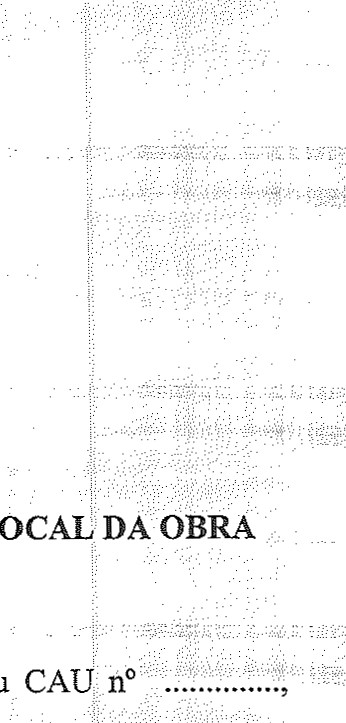 OCAL DA OBRA
u CAU nº ..............,